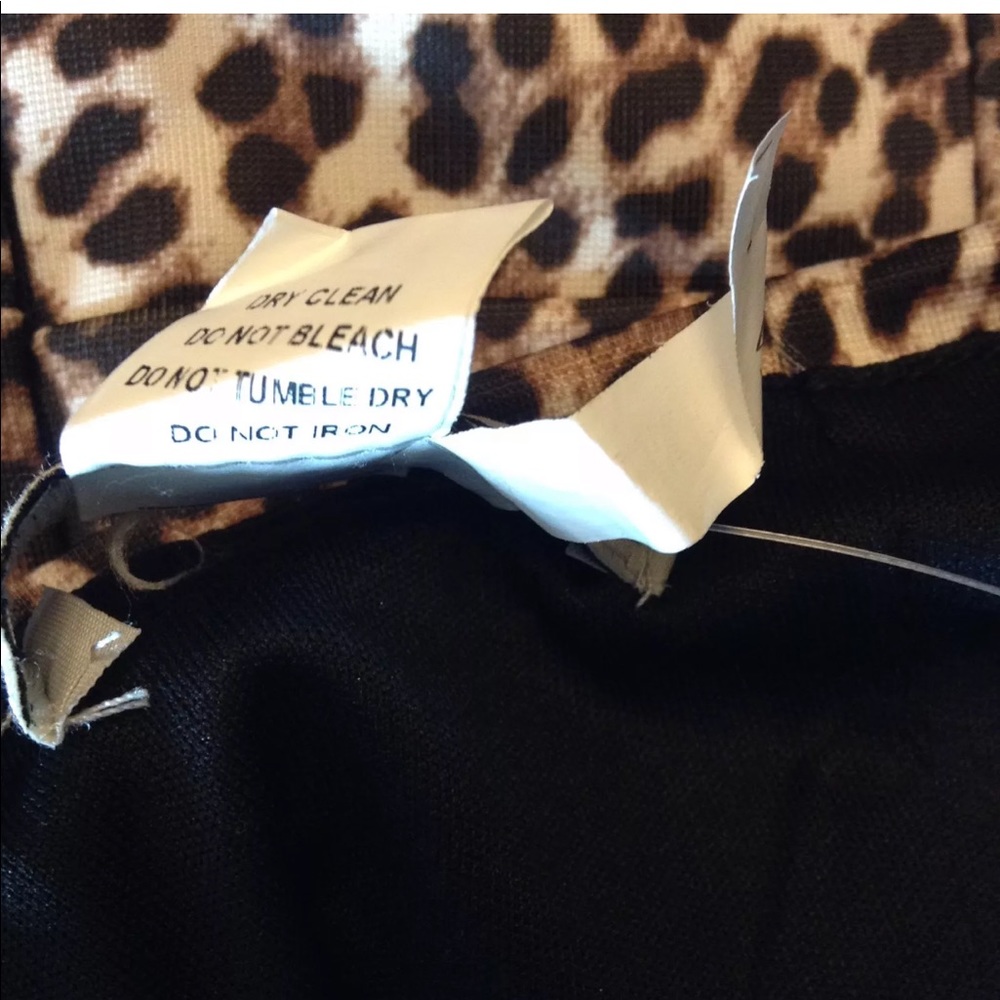 DRY CLEAN
DO NOT BLEACH
DO NOT TUMBLE DRY
DO NOT IRON